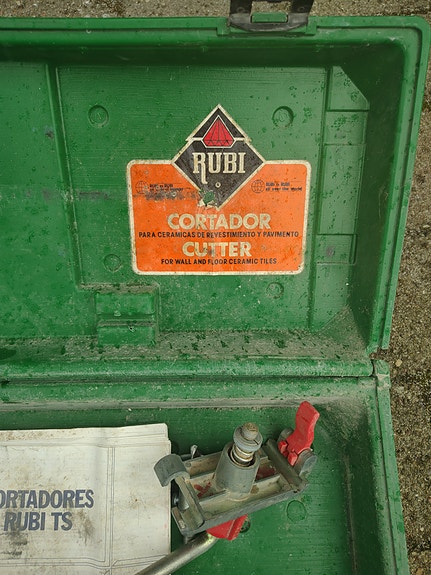 RUBI
CORTADOR
PARA CERAMICAS DE REVESTIMIENTO Y PAVIMENTO
CUTTER
FOR WALL AND FLOOR CERAMIC TILES
ORTADORES
RUBI TS